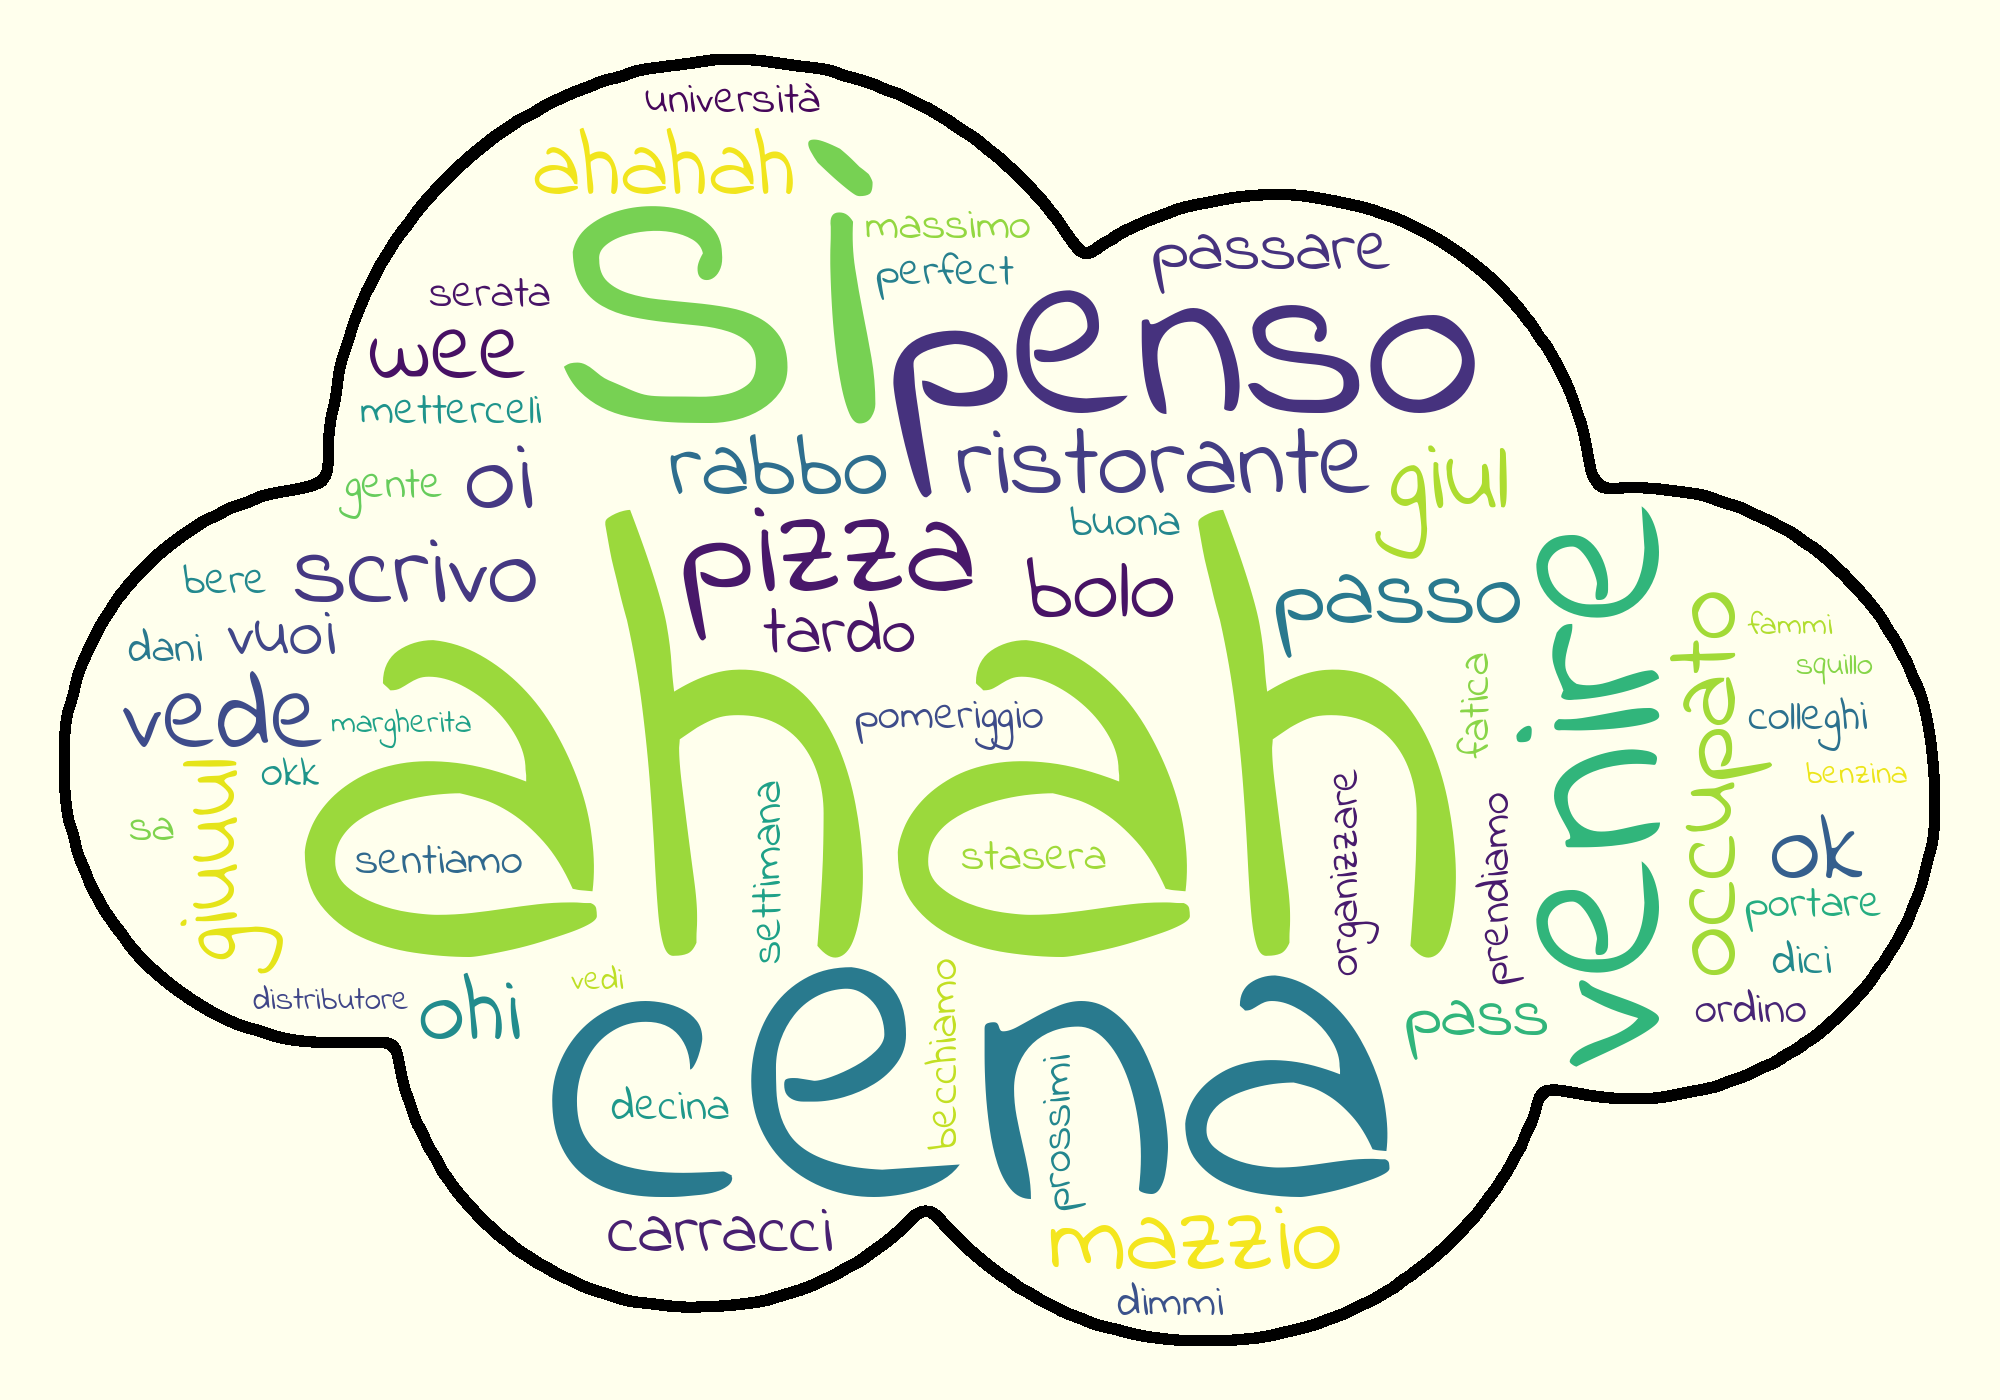 università
ahahah
sì
massimo
passare
perfect
serata
penso
wee
metterceli
rabbo
ristorante
giul
gente
oi
buona
pizza
venire
bere
scrivo
bolo
passo
occupato
tardo
dani
vuoi
fammi
squillo
vede
margherita
ahah
pomeriggio
fatica
colleghi
okk
giuuul
benzina
sa
sentiamo
settimana
stasera
organizzare
prendiamo
ok
portare
dici
distributore
ohi
vedi
cena
becchiamo
pass
ordino
decina
prossimi
carracci
mazzio
dimmi